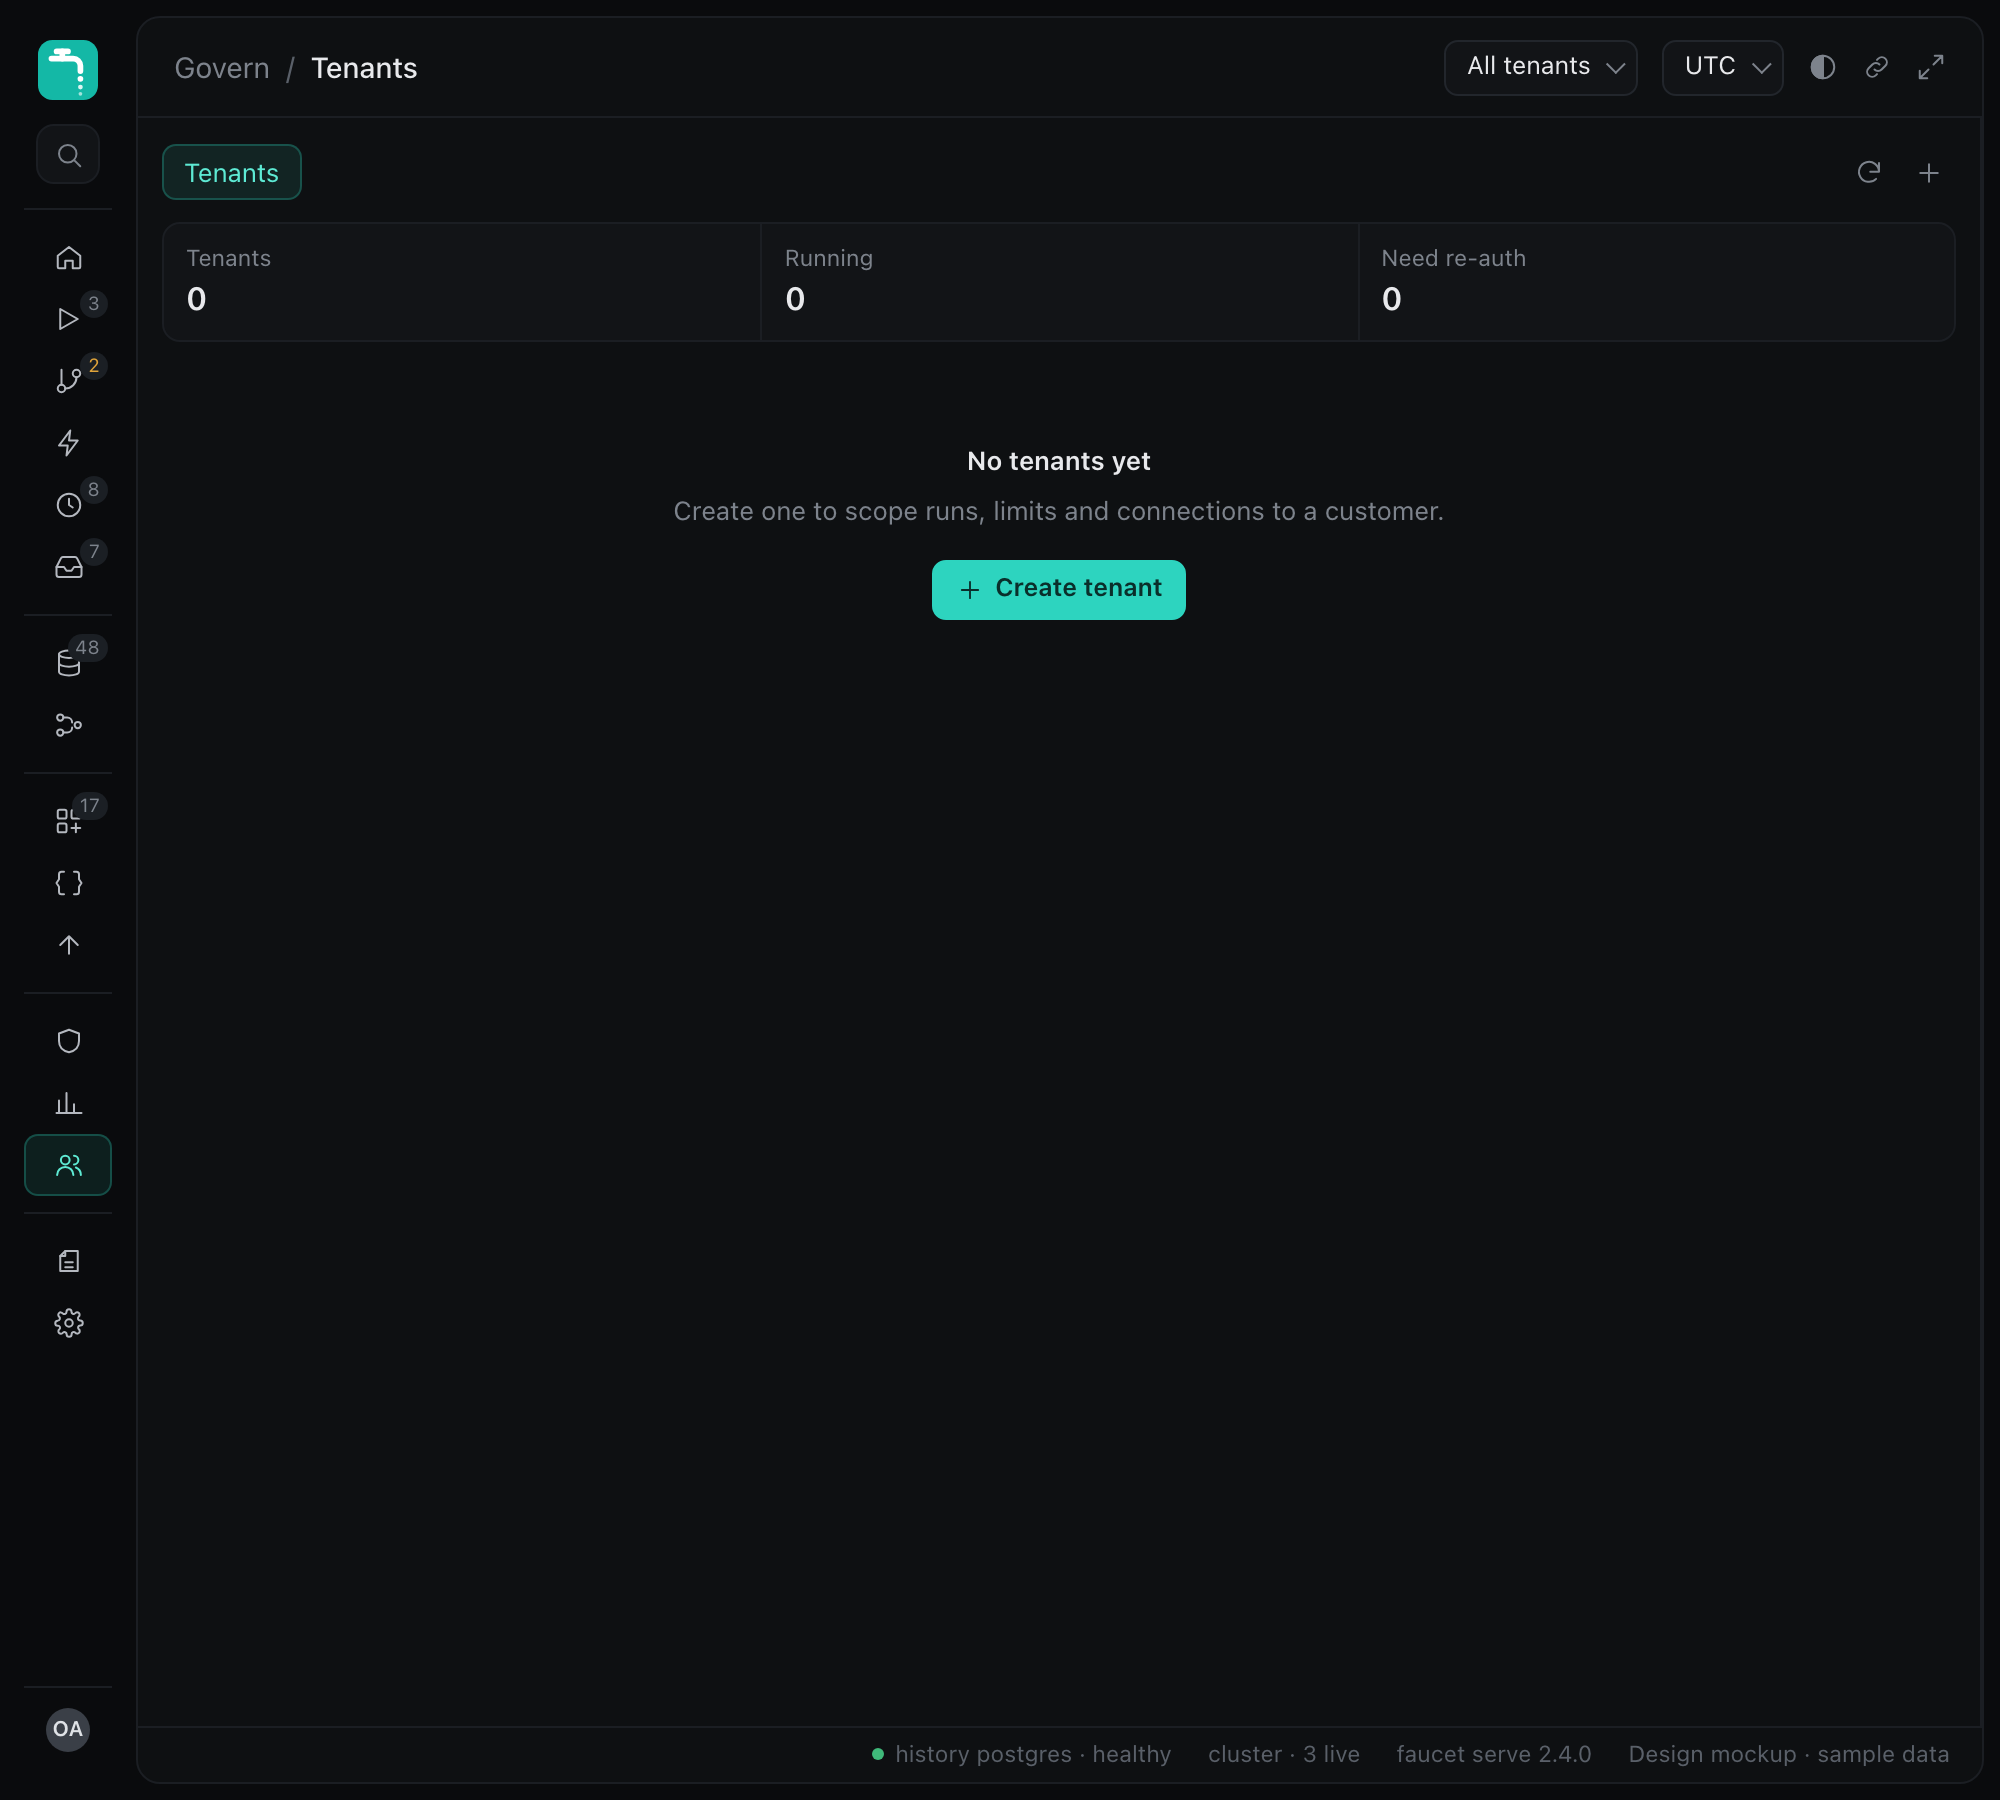 Govern / Tenants
All tenants
UTC
Tenants
Tenants
0
Running
0
Need re-auth
0
3
2
8
7
48
17
No tenants yet
Create one to scope runs, limits and connections to a customer.
Create tenant
OA
history postgres · healthy
cluster · 3 live
faucet serve 2.4.0
Design mockup · sample data